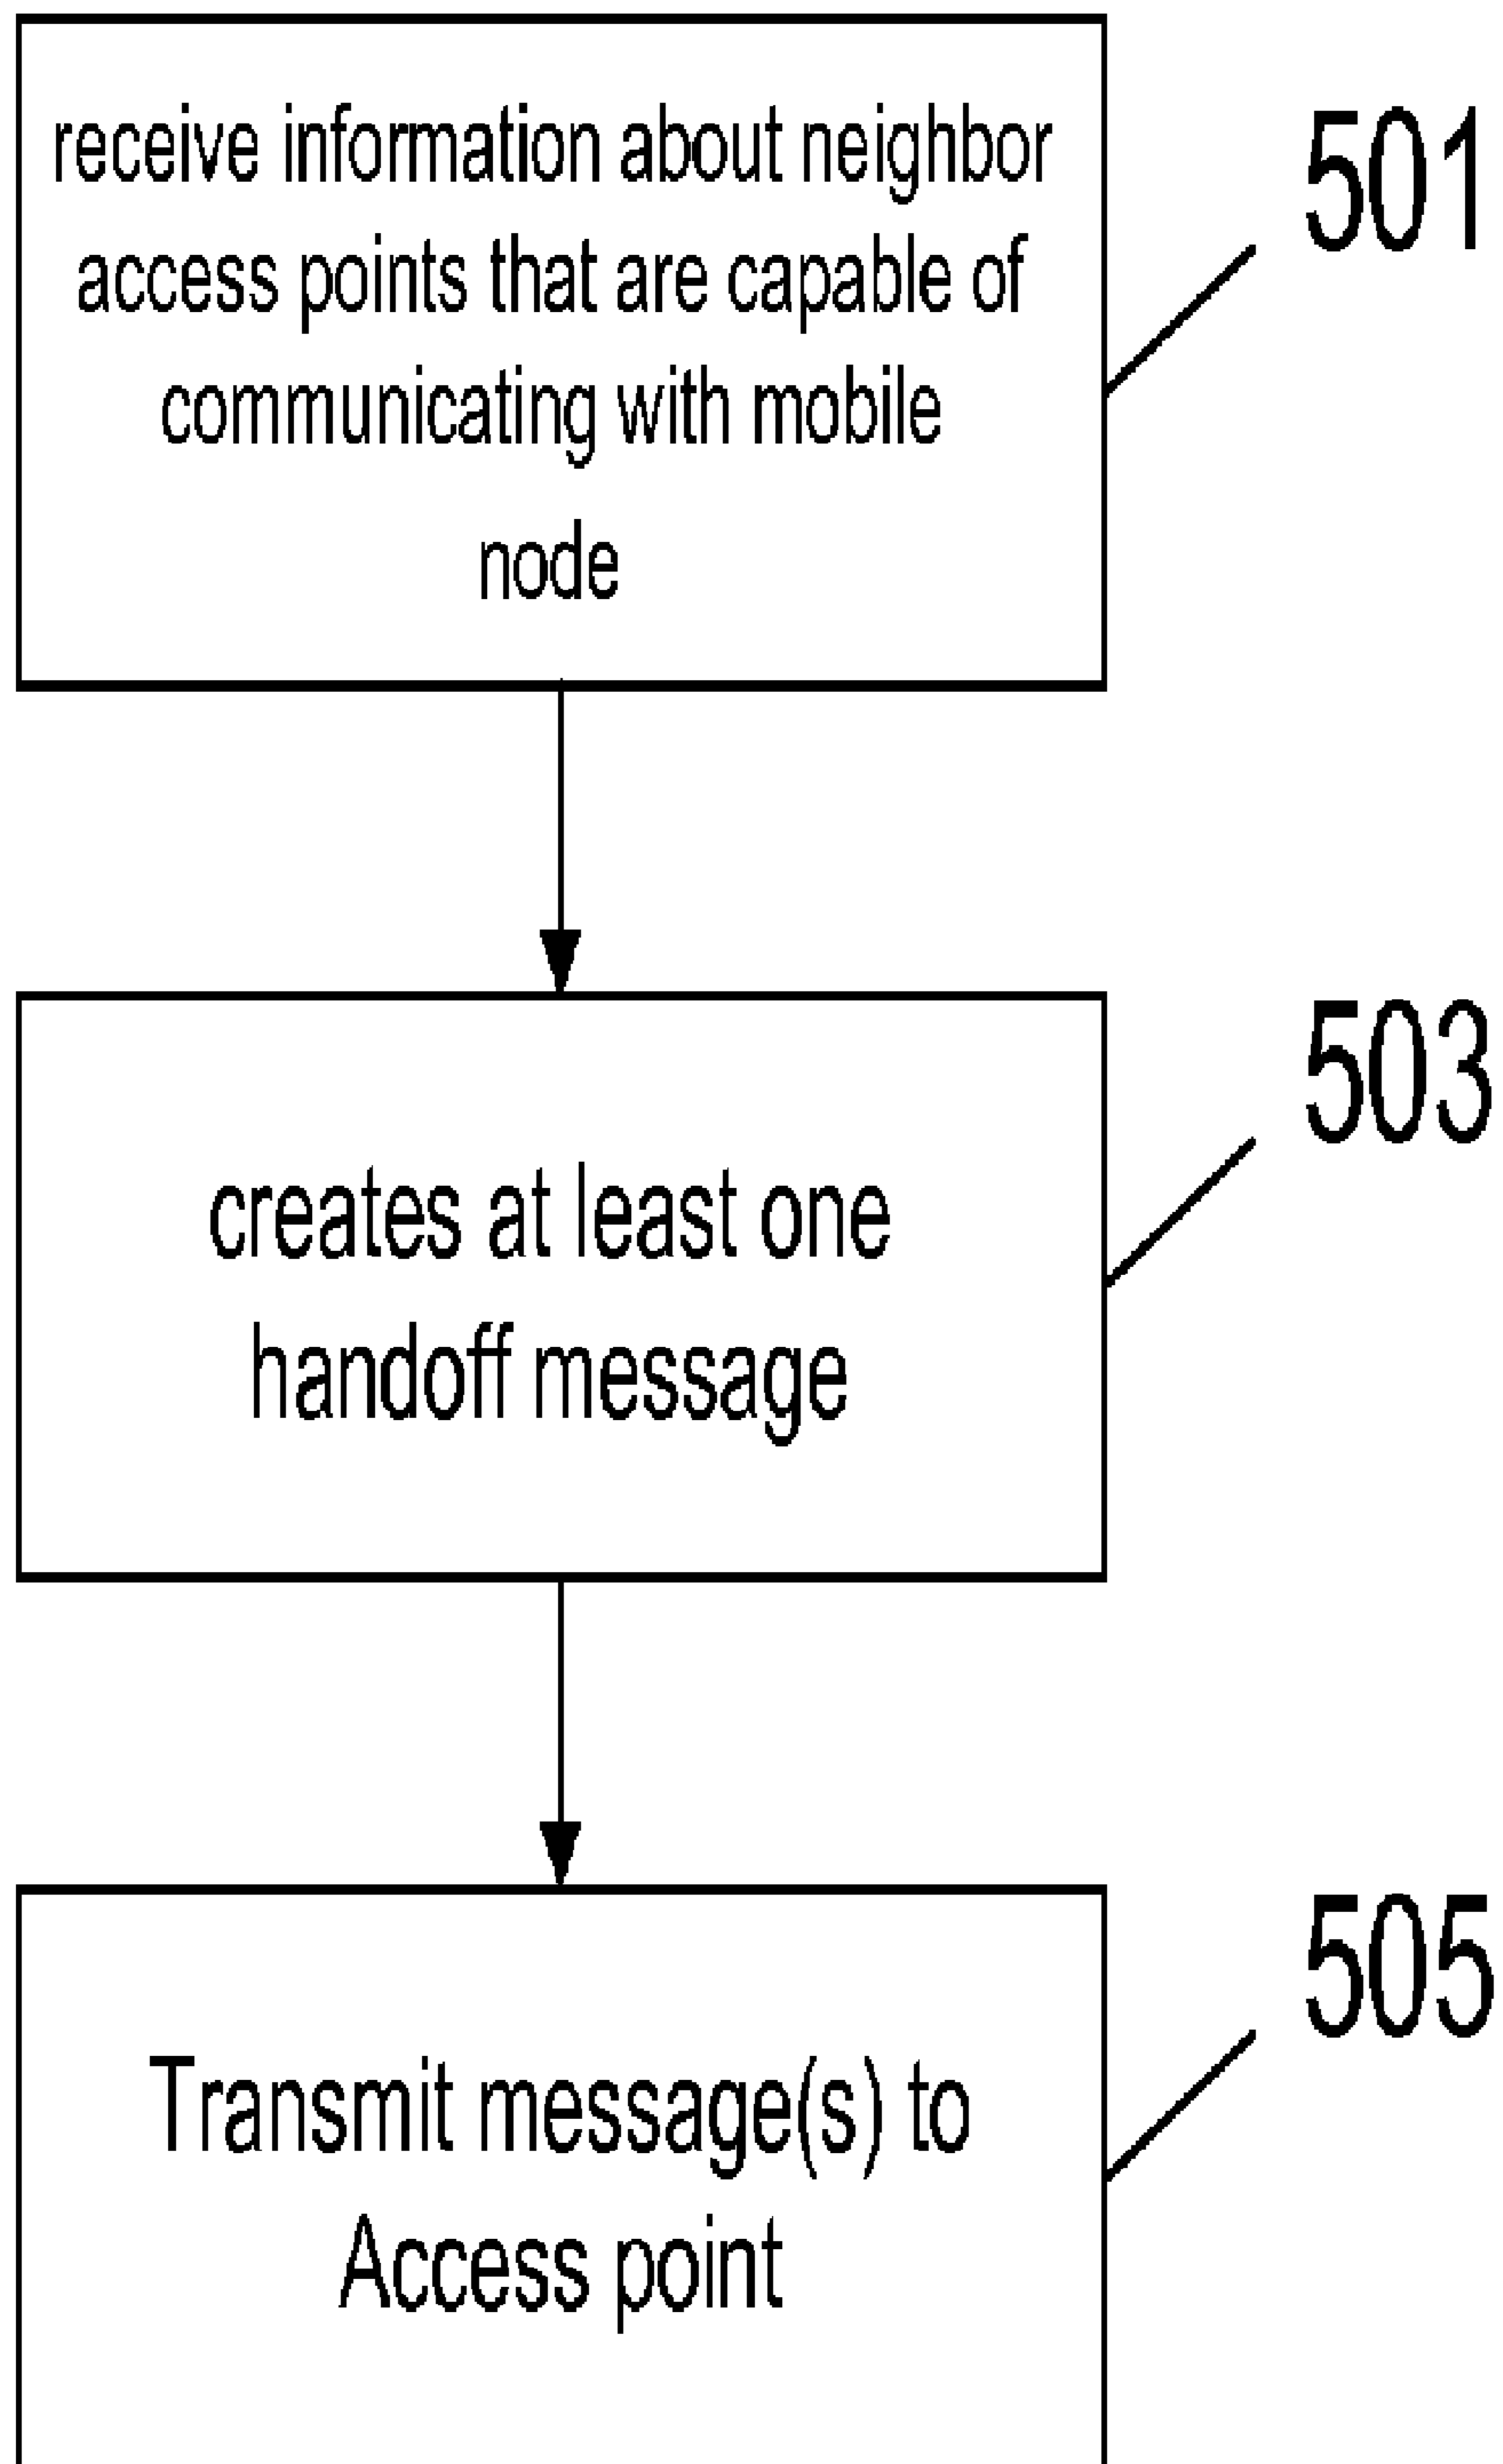 receive information about neighbor
access points that are capable of
communicating with mobile
node
501
creates at least one
handoff message
503
Transmit message(s) to
Access point
505